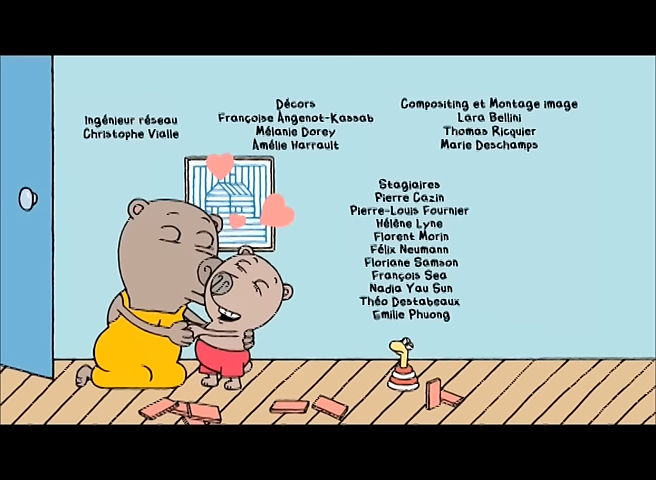 Ingénieur réseau
Christophe Vialle
Décors
Françoise Angenot-Kassab
Mélanie Dorey
Amélie Harrault
Compositing et Montage image
Lara Bellini
Thomas Ricquier
Marie Deschamps
Stagiaires
Pierre Cazin
Pierre-Louis Fournier
Hélène Lyne
Florent Morin
Félix Neumann
Floriane Samson
François Sea
Nadia Yau Sun
Théo Destabeaux
Emilie Phuong